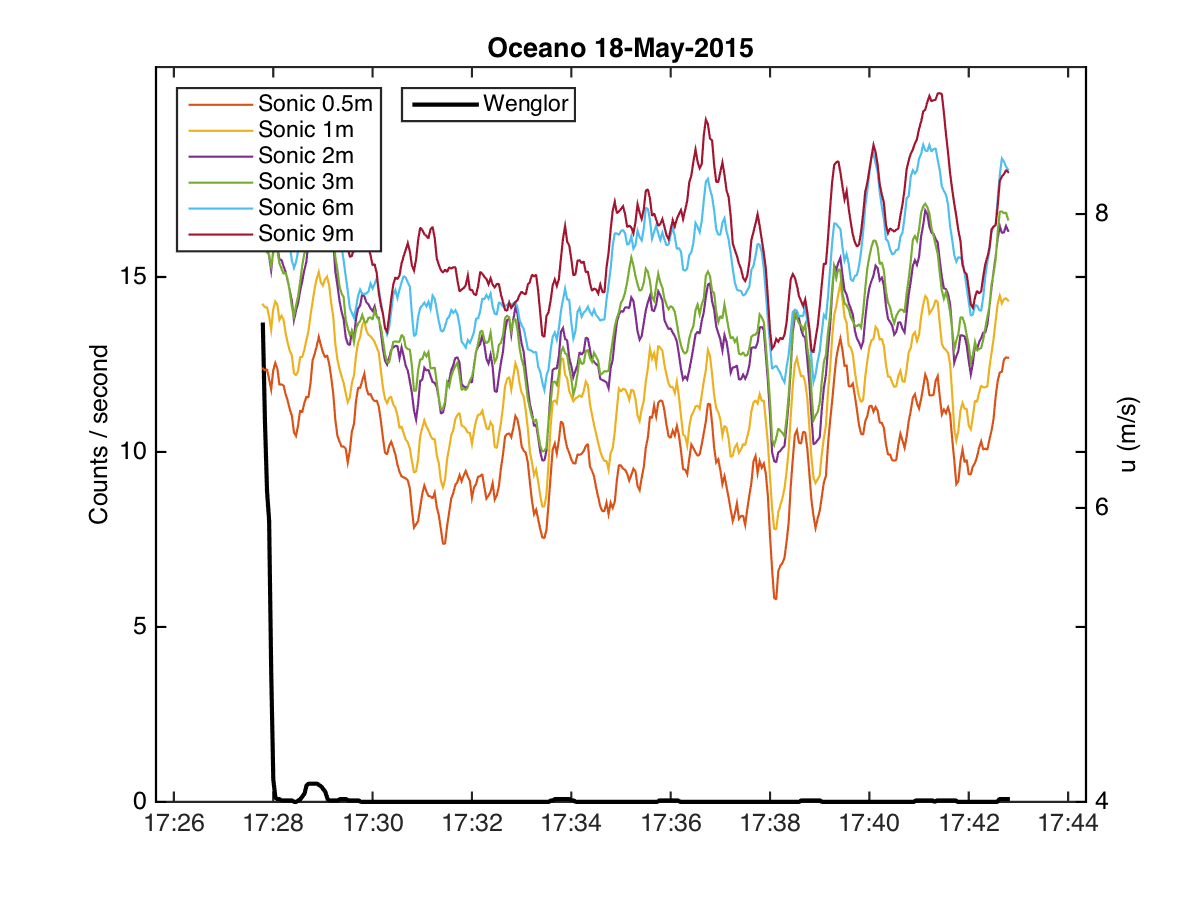 Oceano 18-May-2015
Sonic 0.5m
Sonic 1m
Sonic 2m
Sonic 3m
Sonic 6m
Sonic 9m
Wenglor
Counts / second
15
10
5
0
u (m/s)
8
6
4
17:26 17:28 17:30 17:32 17:34 17:36 17:38 17:40 17:42 17:44